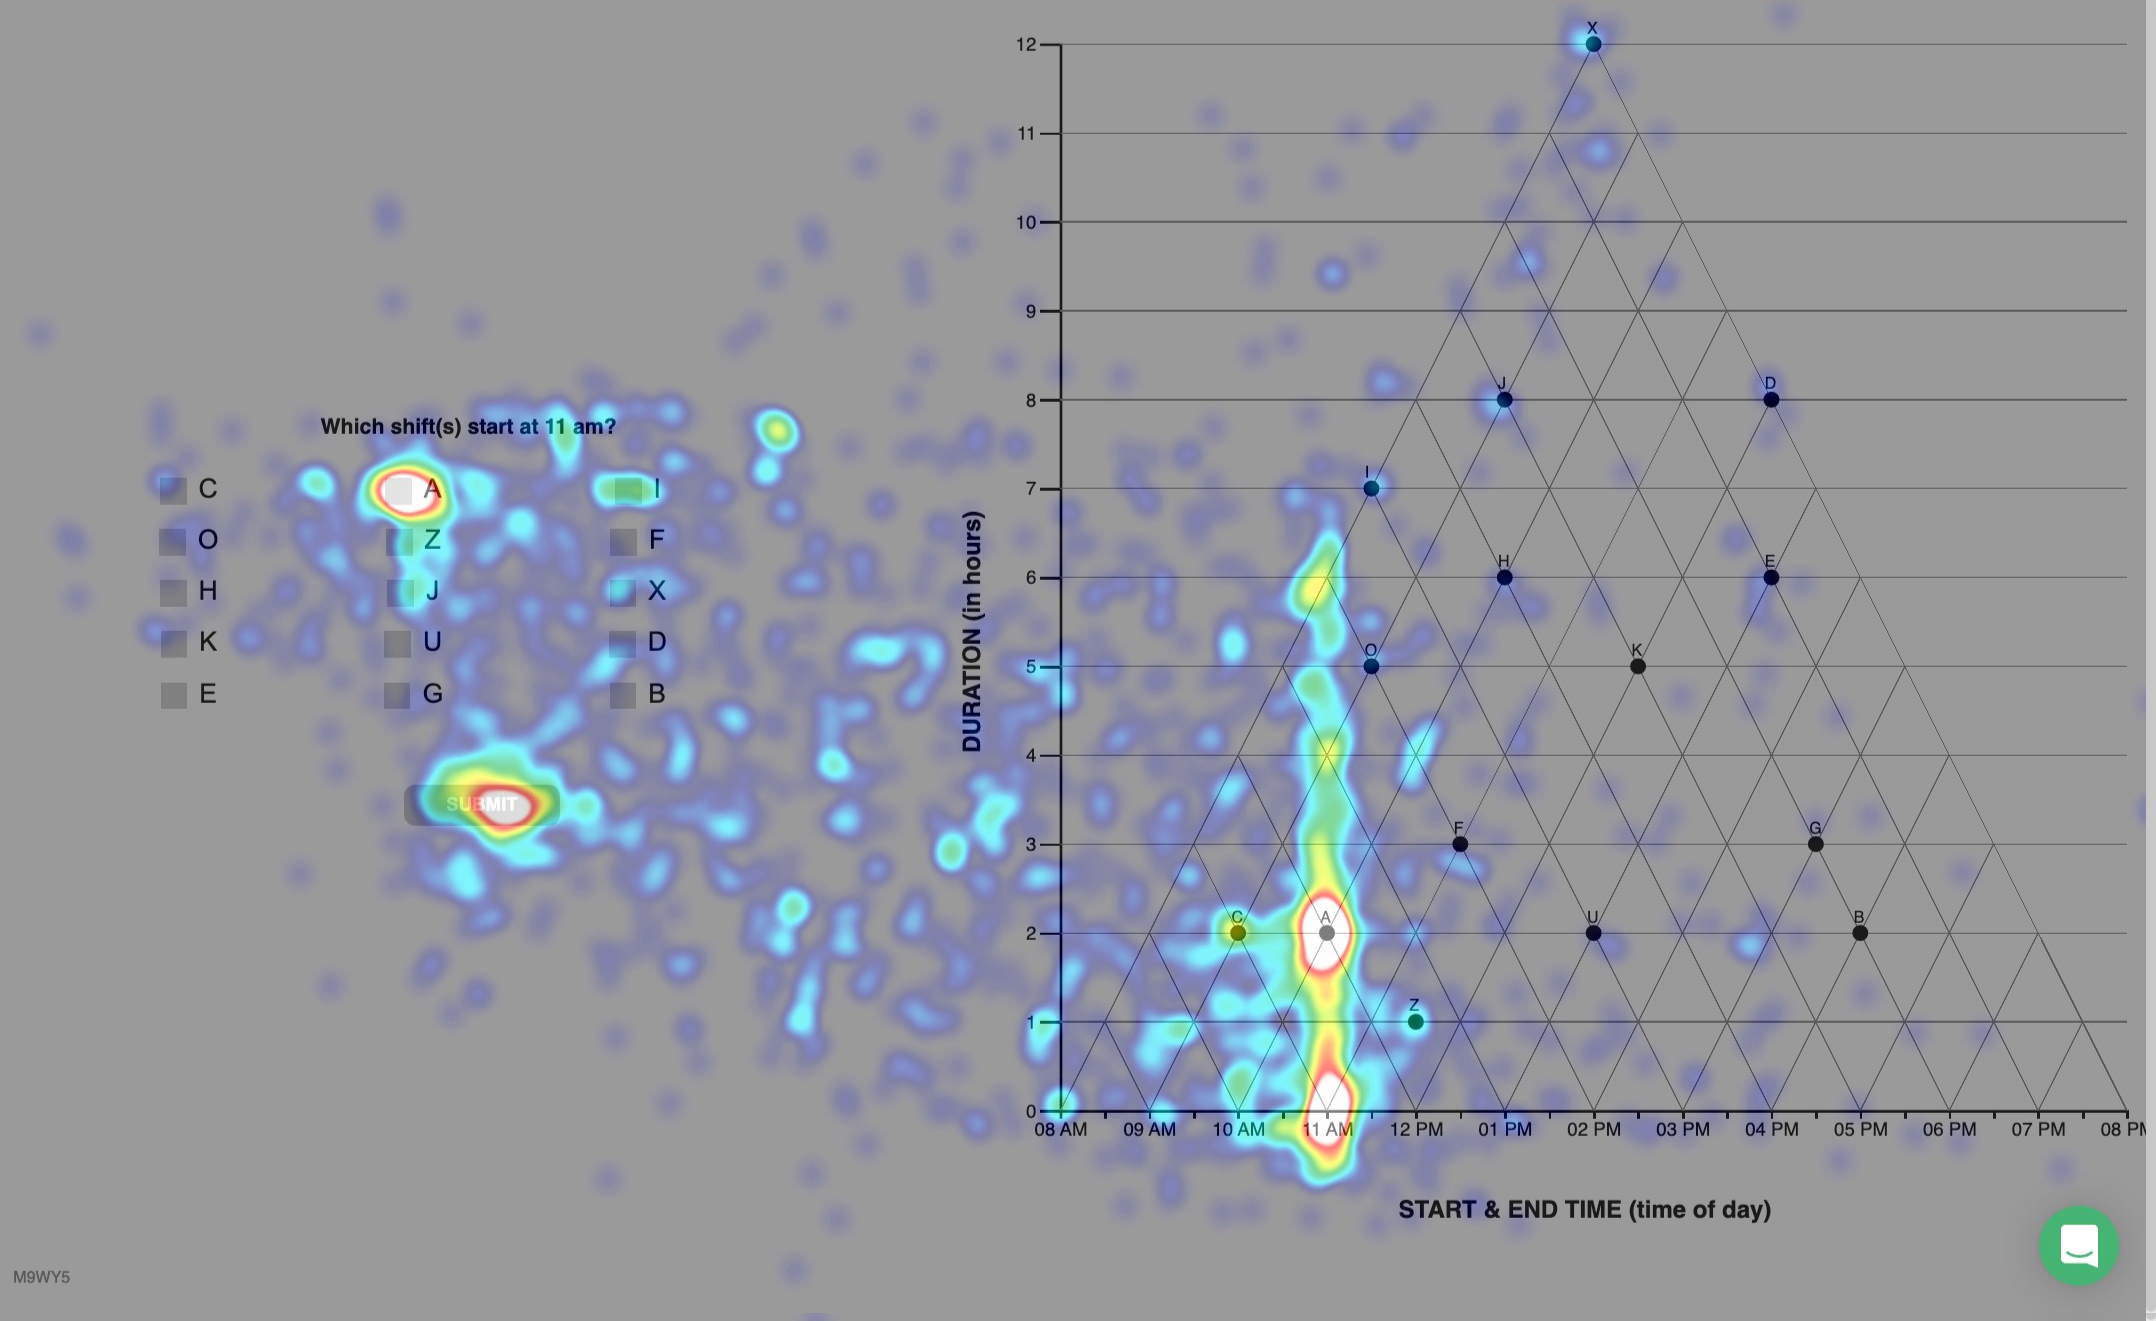 Which shift(s) start at 11 am?
C A I
O Z F
H J X
K U D
E G B
SUBMIT
M9WY5
DURATION (in hours)
12
11
10
9
8
7
6
5
4
3
2
1
0
X
J D
I
H E
O K
F G
C A U B
Z
08 AM 09 AM 10 AM 11 AM 12 PM 01 PM 02 PM 03 PM 04 PM 05 PM 06 PM 07 PM 08 PM
START & END TIME (time of day)